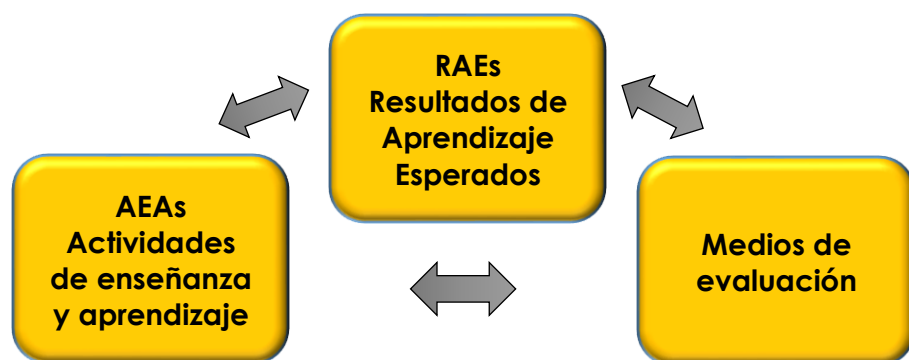 RAEs
Resultados de
Aprendizaje
Esperados
AEAs
Actividades
de enseñanza
y aprendizaje
Medios de
evaluación